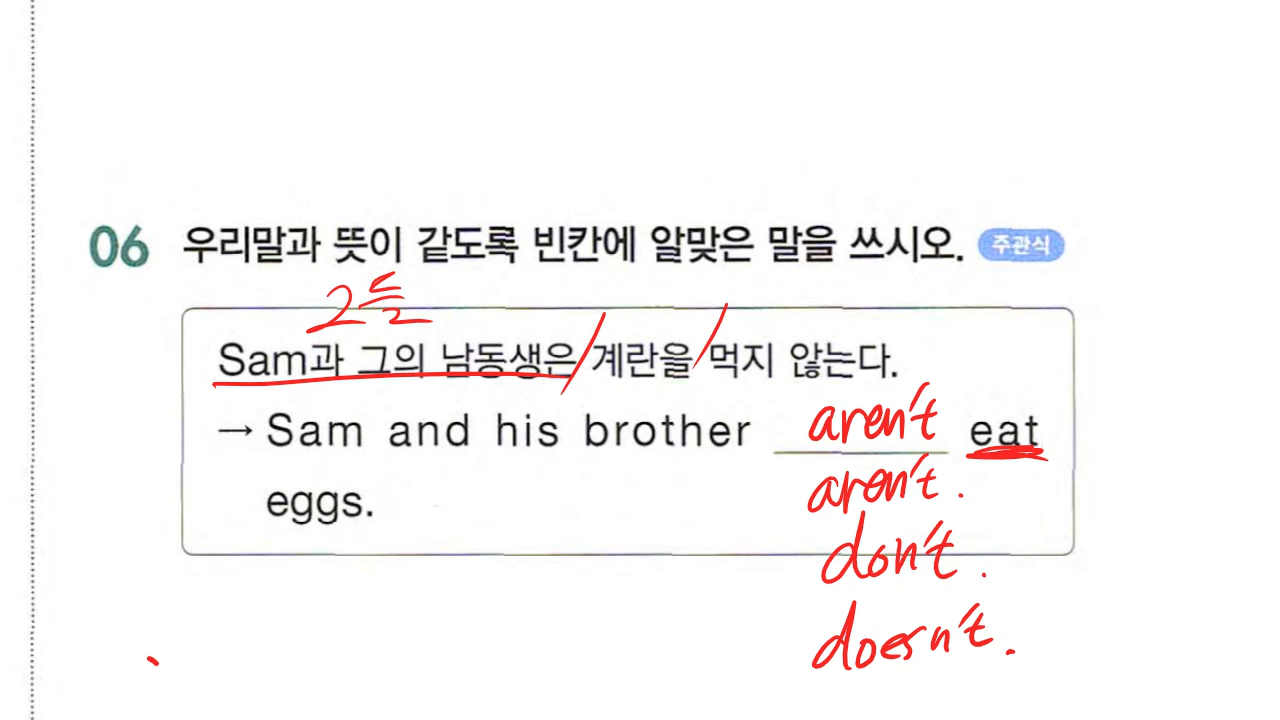 06 우리말과 뜻이 같도록 빈칸에 알맞은 말을 쓰시오. 주관식
2들
Sam과 그의 남동생은 / 계란을 / 먹지 않는다.
→ Sam and his brother aren't eat
aren't.
eggs.
don't.
doesn't.